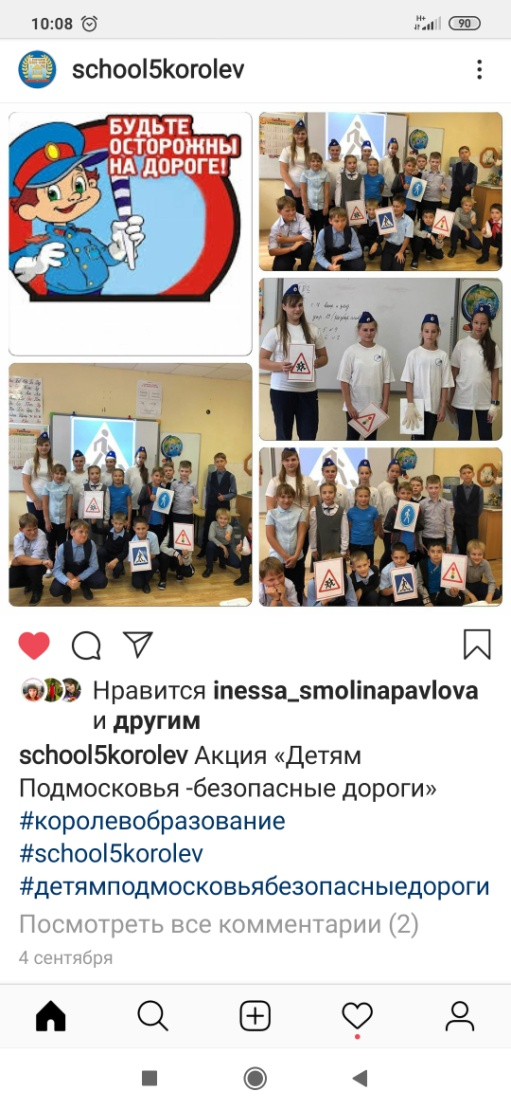 10:08
H+
90
school5korolev
БУДЬТЕ
ОСТОРОЖНЫ
НА ДОРОГЕ!
Нравится inessa_smolinapavlova
и другим
school5korolev Акция «Детям
Подмосковья -безопасные дороги»
#королевобразование
#school5korolev
#детямподмосковьябезопасныедороги
Посмотреть все комментарии (2)
4 сентября